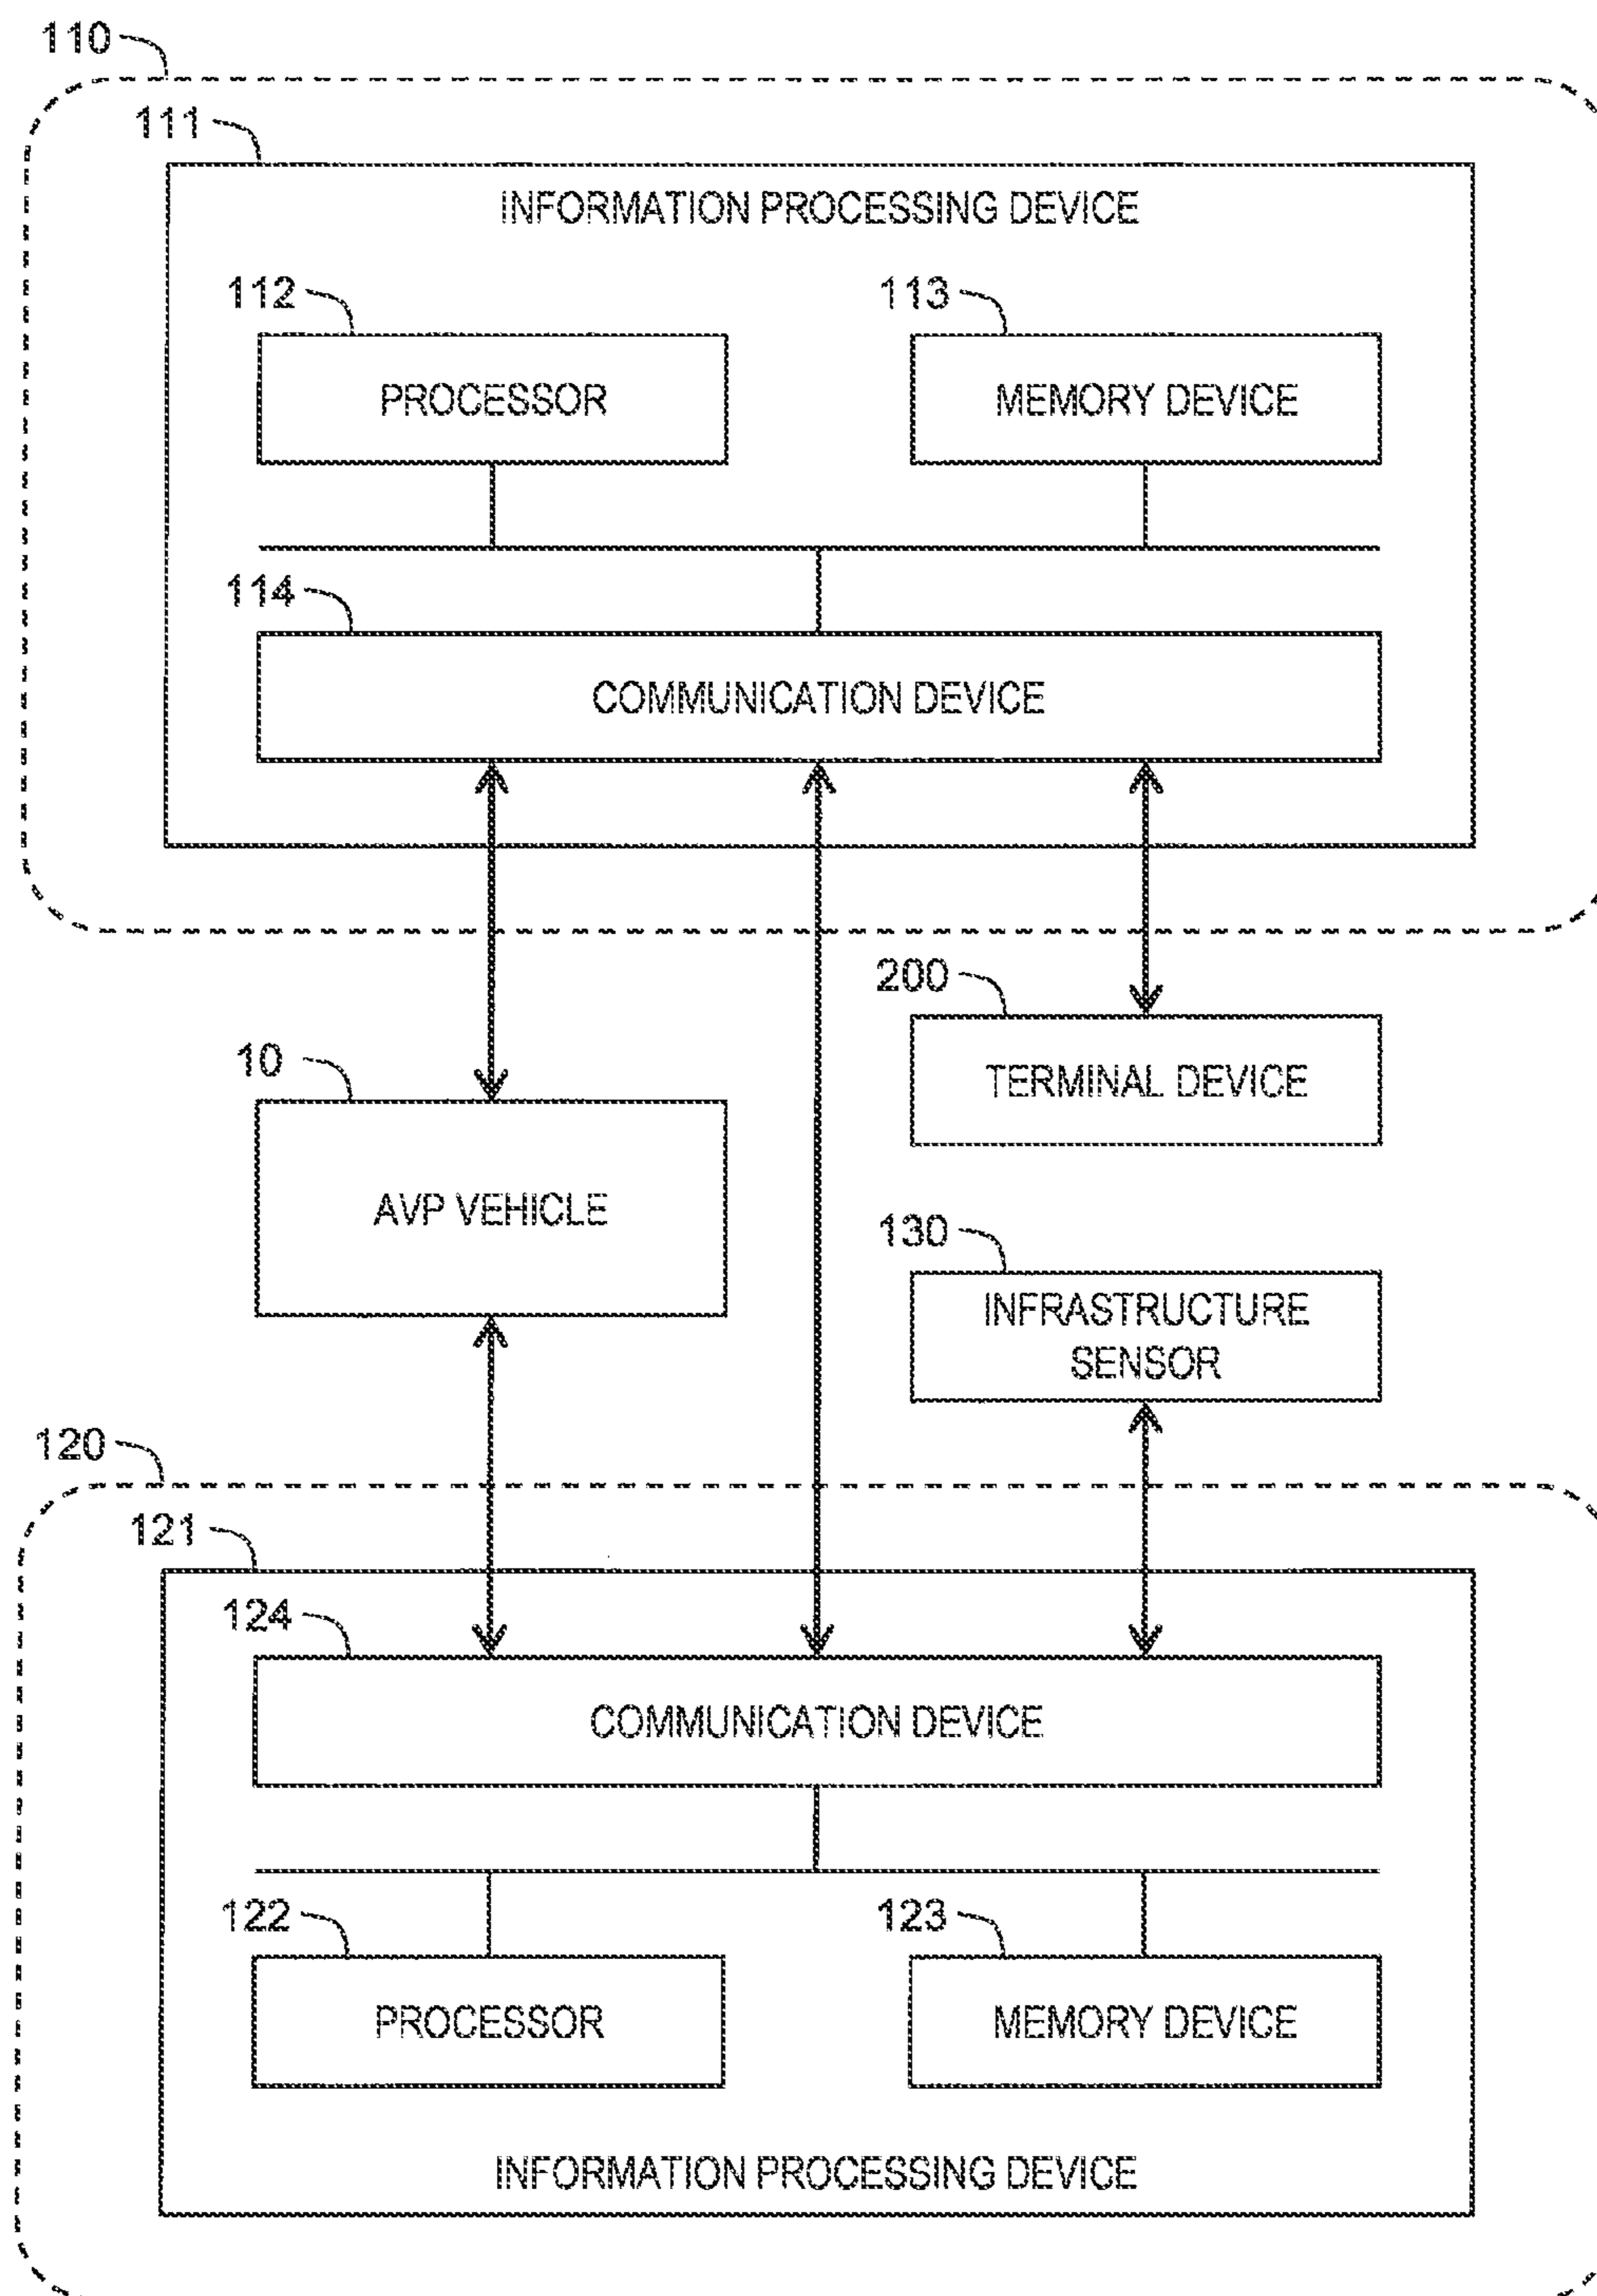 110
111
INFORMATION PROCESSING DEVICE
112
113
PROCESSOR
MEMORY DEVICE
114
COMMUNICATION DEVICE
200
TERMINAL DEVICE
10
AVP VEHICLE
130
INFRASTRUCTURE
SENSOR
120
121
124
COMMUNICATION DEVICE
122
123
PROCESSOR
MEMORY DEVICE
INFORMATION PROCESSING DEVICE